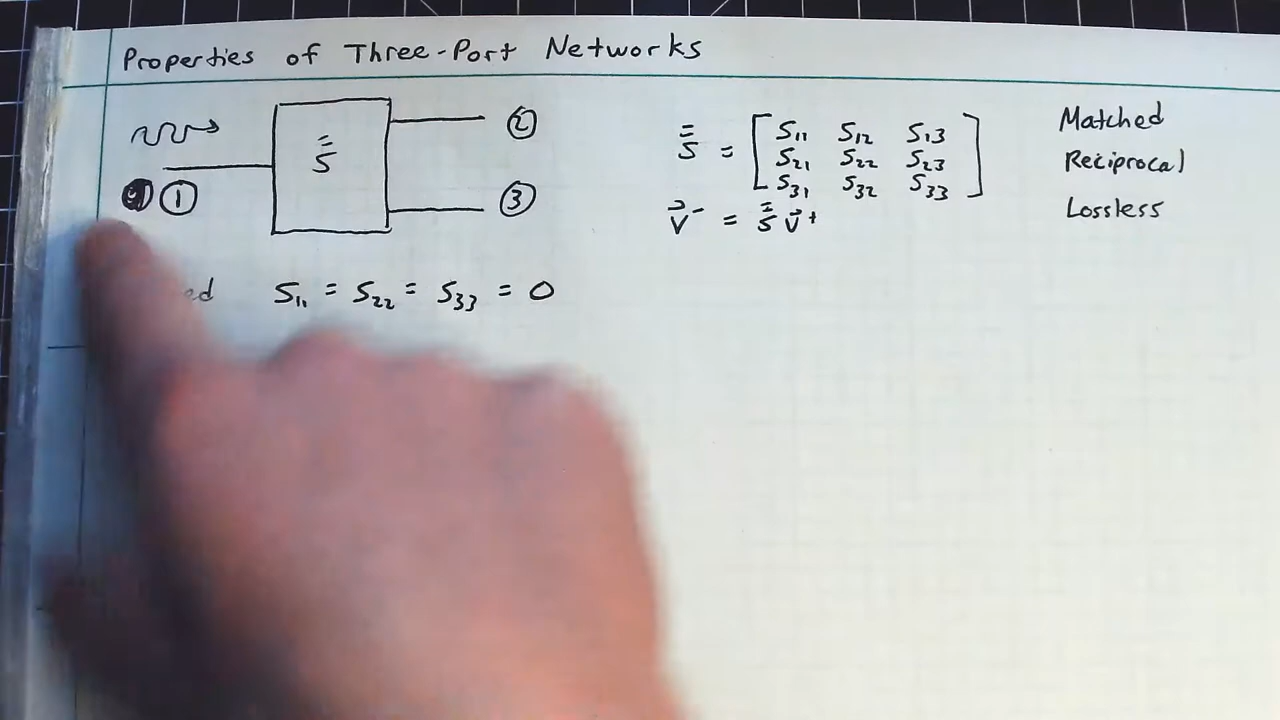 Properties of Three-Port Networks
S̿
① ② ③
S̿ = [S11 S12 S13
S21 S22 S23
S31 S32 S33]
V⃗⁻ = S̿ V⃗⁺
Matched
Reciprocal
Lossless
S11 = S22 = S33 = 0